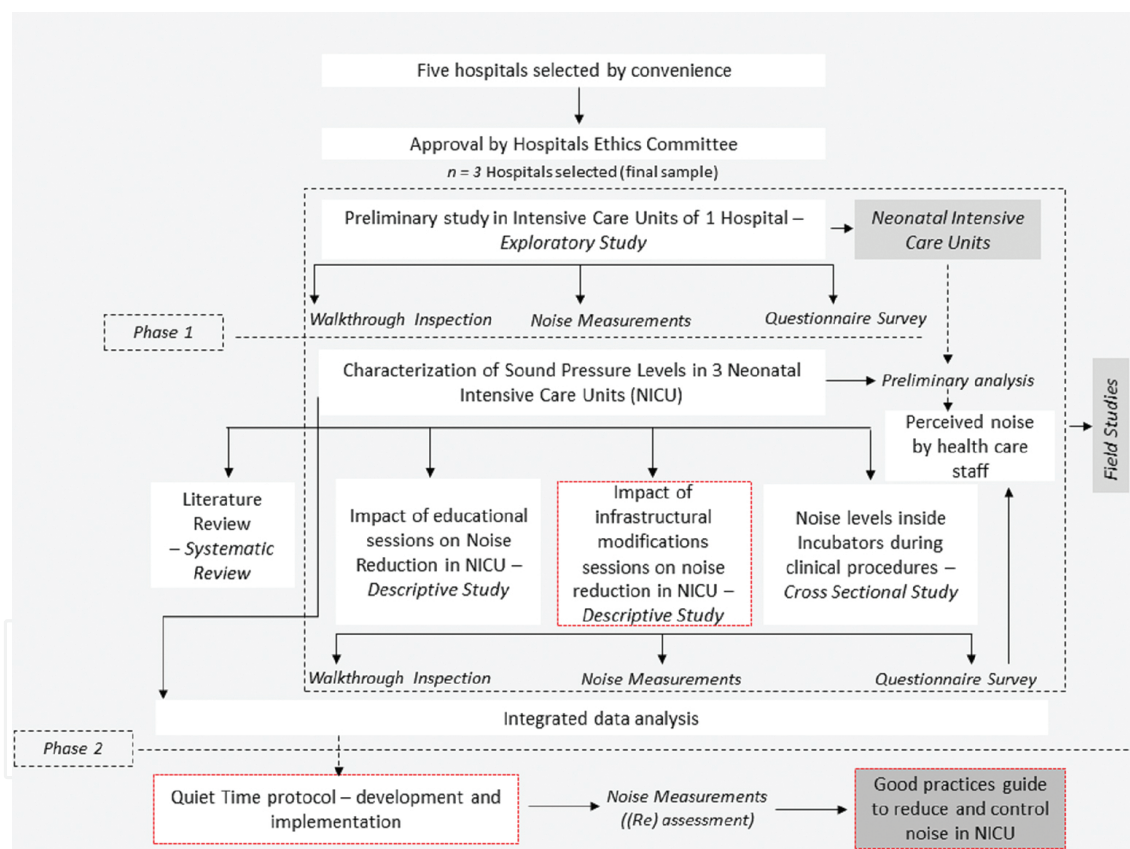 Five hospitals selected by convenience
Approval by Hospitals Ethics Committee
n = 3 Hospitals selected (final sample)
Preliminary study in Intensive Care Units of 1 Hospital –
Exploratory Study
Neonatal Intensive
Care Units
Walkthrough Inspection
Noise Measurements
Questionnaire Survey
Phase 1
Characterization of Sound Pressure Levels in 3 Neonatal
Intensive Care Units (NICU)
Preliminary analysis
Perceived noise
by health care
staff
Field Studies
Literature
Review
– Systematic
Review
Impact of educational
sessions on Noise
Reduction in NICU –
Descriptive Study
Impact of
infrastructural
modifications
sessions on noise
reduction in NICU –
Descriptive Study
Noise levels inside
Incubators during
clinical procedures –
Cross Sectional Study
Walkthrough Inspection
Noise Measurements
Questionnaire Survey
Integrated data analysis
Phase 2
Quiet Time protocol – development and
implementation
Noise Measurements
((Re) assessment)
Good practices guide
to reduce and control
noise in NICU